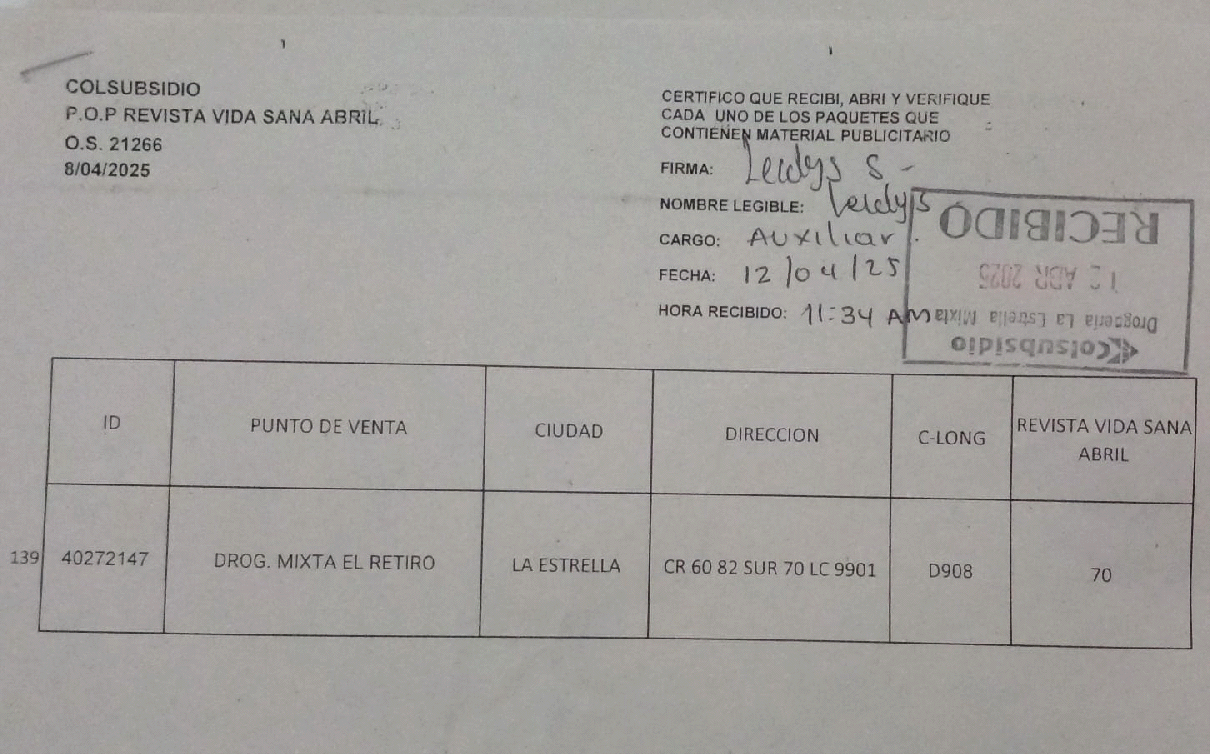 COLSUBSIDIO
P.O.P REVISTA VIDA SANA ABRIL
O.S. 21266
8/04/2025
CERTIFICO QUE RECIBI, ABRI Y VERIFIQUE
CADA UNO DE LOS PAQUETES QUE
CONTIENEN MATERIAL PUBLICITARIO
FIRMA: Leidys S -
NOMBRE LEGIBLE: Leidys
CARGO: Auxiliar.
FECHA: 12/04/25
HORA RECIBIDO: 11:34 AM
Colsubsidio
Droguería La Estrella Mixta
12 ABR 2025
RECIBIDO
ID PUNTO DE VENTA CIUDAD DIRECCION C-LONG REVISTA VIDA SANA
ABRIL
139 40272147 DROG. MIXTA EL RETIRO LA ESTRELLA CR 60 82 SUR 70 LC 9901 D908 70